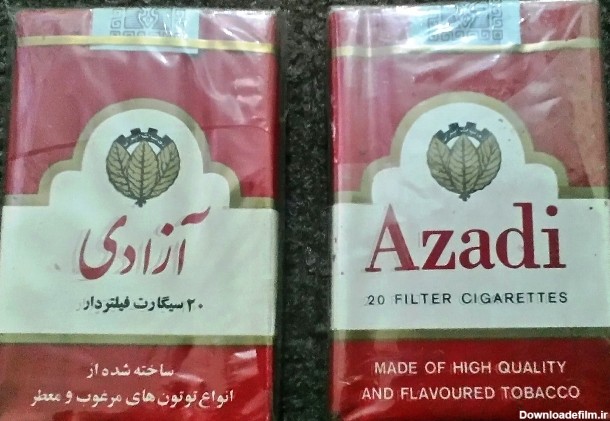 آزادی
۲۰ سیگارت فیلتردار
ساخته شده از
انواع توتون های مرغوب و معطر
Azadi
20 FILTER CIGARETTES
MADE OF HIGH QUALITY
AND FLAVOURED TOBACCO
Downloadefilm.ir